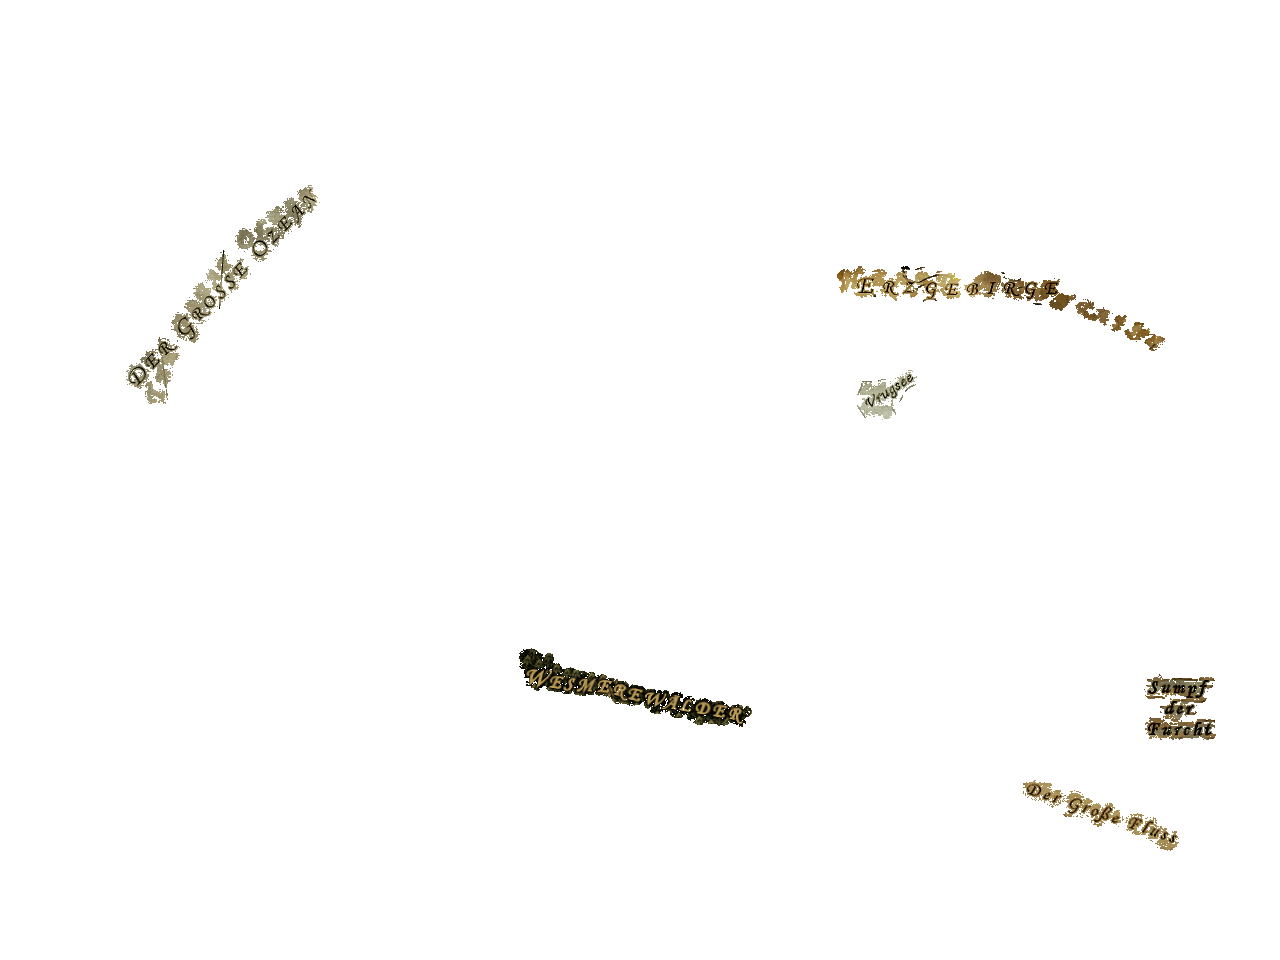 DER GROSSE OZEAN
ERZGEBIRGE
Vrugsee
WESMEREWÄLDER
Sumpf
der
Furcht
Der Große Fluss